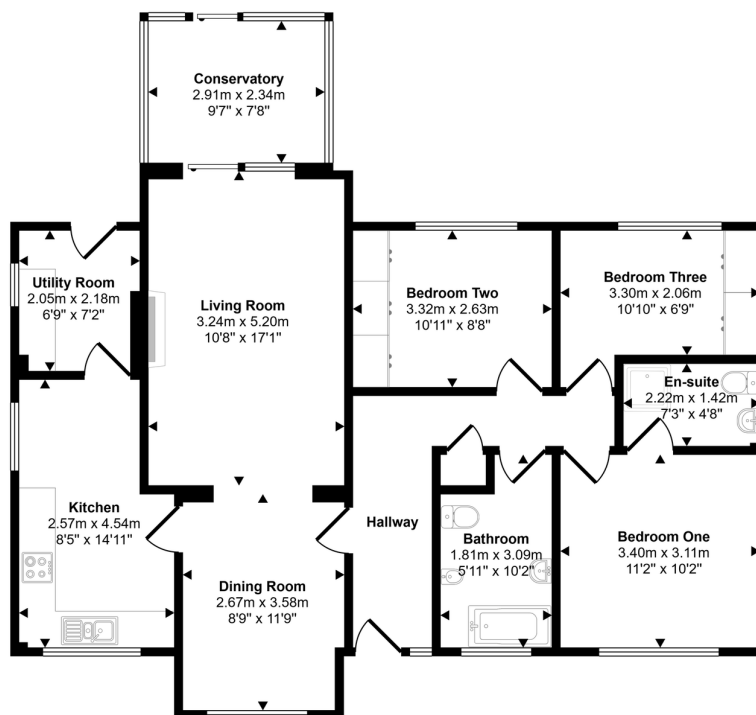 Conservatory
2.91m x 2.34m
9'7" x 7'8"
Utility Room
2.05m x 2.18m
6'9" x 7'2"
Living Room
3.24m x 5.20m
10'8" x 17'1"
Bedroom Two
3.32m x 2.63m
10'11" x 8'8"
Bedroom Three
3.30m x 2.06m
10'10" x 6'9"
En-suite
2.22m x 1.42m
7'3" x 4'8"
Kitchen
2.57m x 4.54m
8'5" x 14'11"
Hallway
Bathroom
1.81m x 3.09m
5'11" x 10'2"
Bedroom One
3.40m x 3.11m
11'2" x 10'2"
Dining Room
2.67m x 3.58m
8'9" x 11'9"